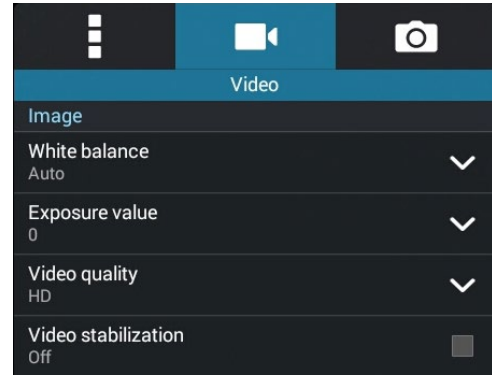 Video
Image
White balance
Auto
Exposure value
0
Video quality
HD
Video stabilization
Off